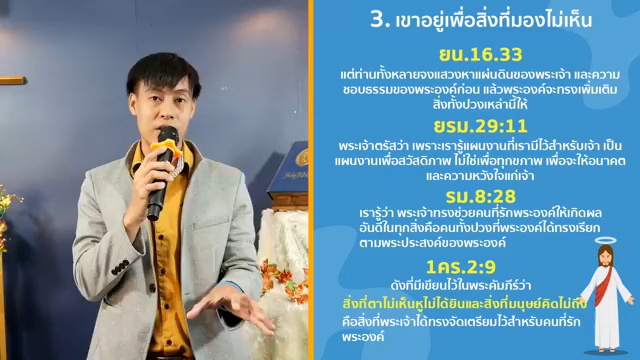 3. เขาอยู่เพื่อสิ่งที่มองไม่เห็น
ยน.16.33
แต่ท่านทั้งหลายจงแสวงหาแผ่นดินของพระเจ้า และความ
ชอบธรรมของพระองค์ก่อน แล้วพระองค์จะทรงเพิ่มเติม
สิ่งทั้งปวงเหล่านี้ให้
ยรม.29:11
พระเจ้าตรัสว่า เพราะเรารู้แผนงานที่เรามีไว้สำหรับเจ้า เป็น
แผนงานเพื่อสวัสดิภาพ ไม่ใช่เพื่อทุกขภาพ เพื่อจะให้อนาคต
และความหวังใจแก่เจ้า
รม.8:28
เรารู้ว่า พระเจ้าทรงช่วยคนที่รักพระองค์ให้เกิดผล
อันดีในทุกสิ่งคือคนทั้งปวงที่พระองค์ได้ทรงเรียก
ตามพระประสงค์ของพระองค์
1คร.2:9
ดังที่มีเขียนไว้ในพระคัมภีร์ว่า
สิ่งที่ตาไม่เห็นหูไม่ได้ยินและสิ่งที่มนุษย์คิดไม่ถึง
คือสิ่งที่พระเจ้าได้ทรงจัดเตรียมไว้สำหรับคนที่รัก
พระองค์